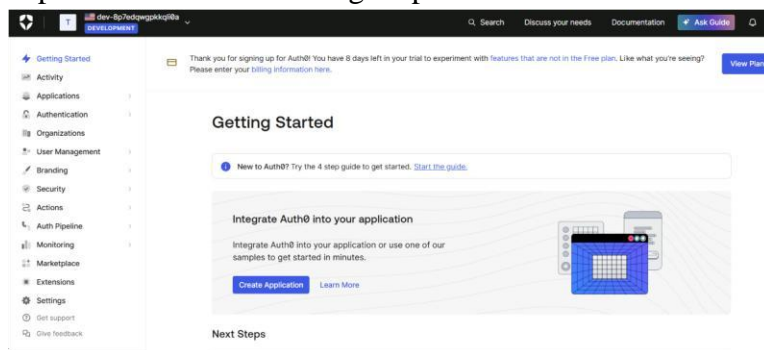 T
dev-8p7edqwgpkkqli0a
DEVELOPMENT
Search
Discuss your needs
Documentation
Ask Guide
Getting Started
Activity
Applications
Authentication
Organizations
User Management
Branding
Security
Actions
Auth Pipeline
Monitoring
Marketplace
Extensions
Settings
Get support
Give feedback
Thank you for signing up for Auth0! You have 8 days left in your trial to experiment with features that are not in the Free plan. Like what you're seeing?
Please enter your billing information here.
View Plan
Getting Started
New to Auth0? Try the 4 step guide to get started. Start the guide.
Integrate Auth0 into your application
Integrate Auth0 into your application or use one of our
samples to get started in minutes.
Create Application
Learn More
Next Steps